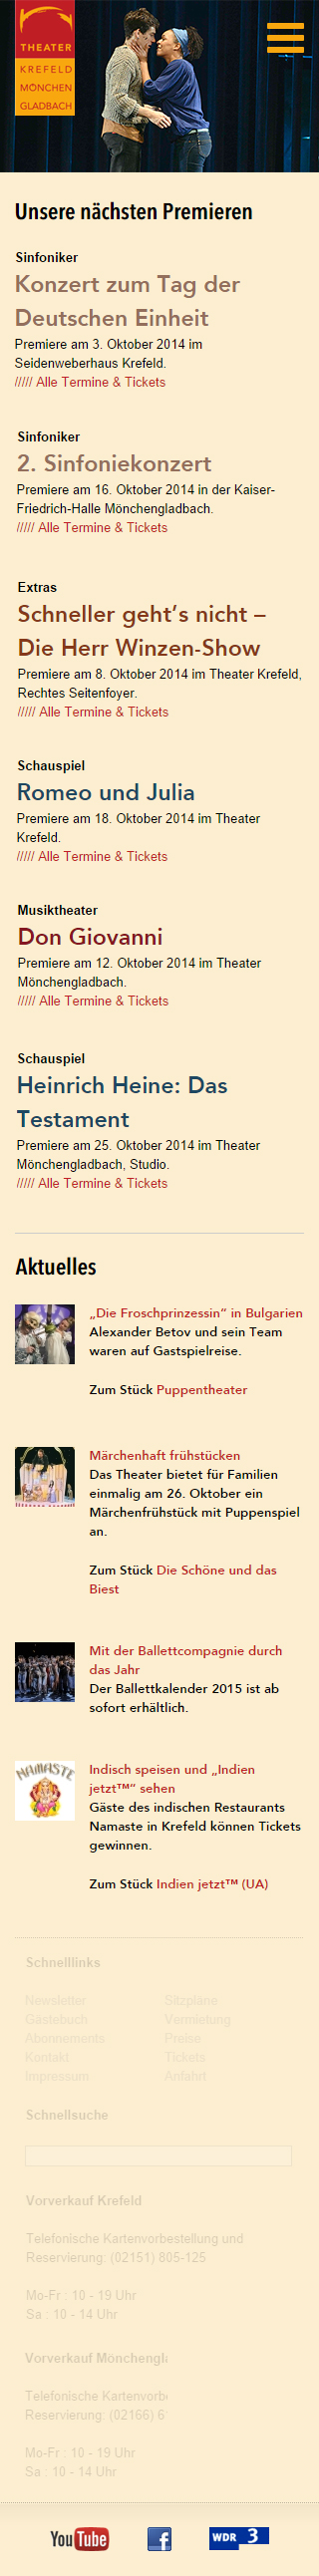 THEATER
KREFELD
MÖNCHEN
GLADBACH
Unsere nächsten Premieren
Sinfoniker
Konzert zum Tag der
Deutschen Einheit
Premiere am 3. Oktober 2014 im
Seidenweberhaus Krefeld.
///// Alle Termine & Tickets
Sinfoniker
2. Sinfoniekonzert
Premiere am 16. Oktober 2014 in der Kaiser-
Friedrich-Halle Mönchengladbach.
///// Alle Termine & Tickets
Extras
Schneller geht’s nicht –
Die Herr Winzen-Show
Premiere am 8. Oktober 2014 im Theater Krefeld,
Rechtes Seitenfoyer.
///// Alle Termine & Tickets
Schauspiel
Romeo und Julia
Premiere am 18. Oktober 2014 im Theater
Krefeld.
///// Alle Termine & Tickets
Musiktheater
Don Giovanni
Premiere am 12. Oktober 2014 im Theater
Mönchengladbach.
///// Alle Termine & Tickets
Schauspiel
Heinrich Heine: Das
Testament
Premiere am 25. Oktober 2014 im Theater
Mönchengladbach, Studio.
///// Alle Termine & Tickets
Aktuelles
„Die Froschprinzessin“ in Bulgarien
Alexander Betov und sein Team
waren auf Gastspielreise.
Zum Stück Puppentheater
Märchenhaft frühstücken
Das Theater bietet für Familien
einmalig am 26. Oktober ein
Märchenfrühstück mit Puppenspiel
an.
Zum Stück Die Schöne und das
Biest
Mit der Ballettcompagnie durch
das Jahr
Der Ballettkalender 2015 ist ab
sofort erhältlich.
NAMASTE
Indisch speisen und „Indien
jetzt™“ sehen
Gäste des indischen Restaurants
Namaste in Krefeld können Tickets
gewinnen.
Zum Stück Indien jetzt™ (UA)
Schnelllinks
Newsletter
Gästebuch
Abonnements
Kontakt
Impressum
Sitzpläne
Vermietung
Preise
Tickets
Anfahrt
Schnellsuche
Vorverkauf Krefeld
Telefonische Kartenvorbestellung und
Reservierung: (02151) 805-125
Mo-Fr : 10 - 19 Uhr
Sa : 10 - 14 Uhr
Vorverkauf Mönchengla
Telefonische Kartenvorb
Reservierung: (02166) 6
Mo-Fr : 10 - 19 Uhr
Sa : 10 - 14 Uhr
YouTube
f
WDR 3